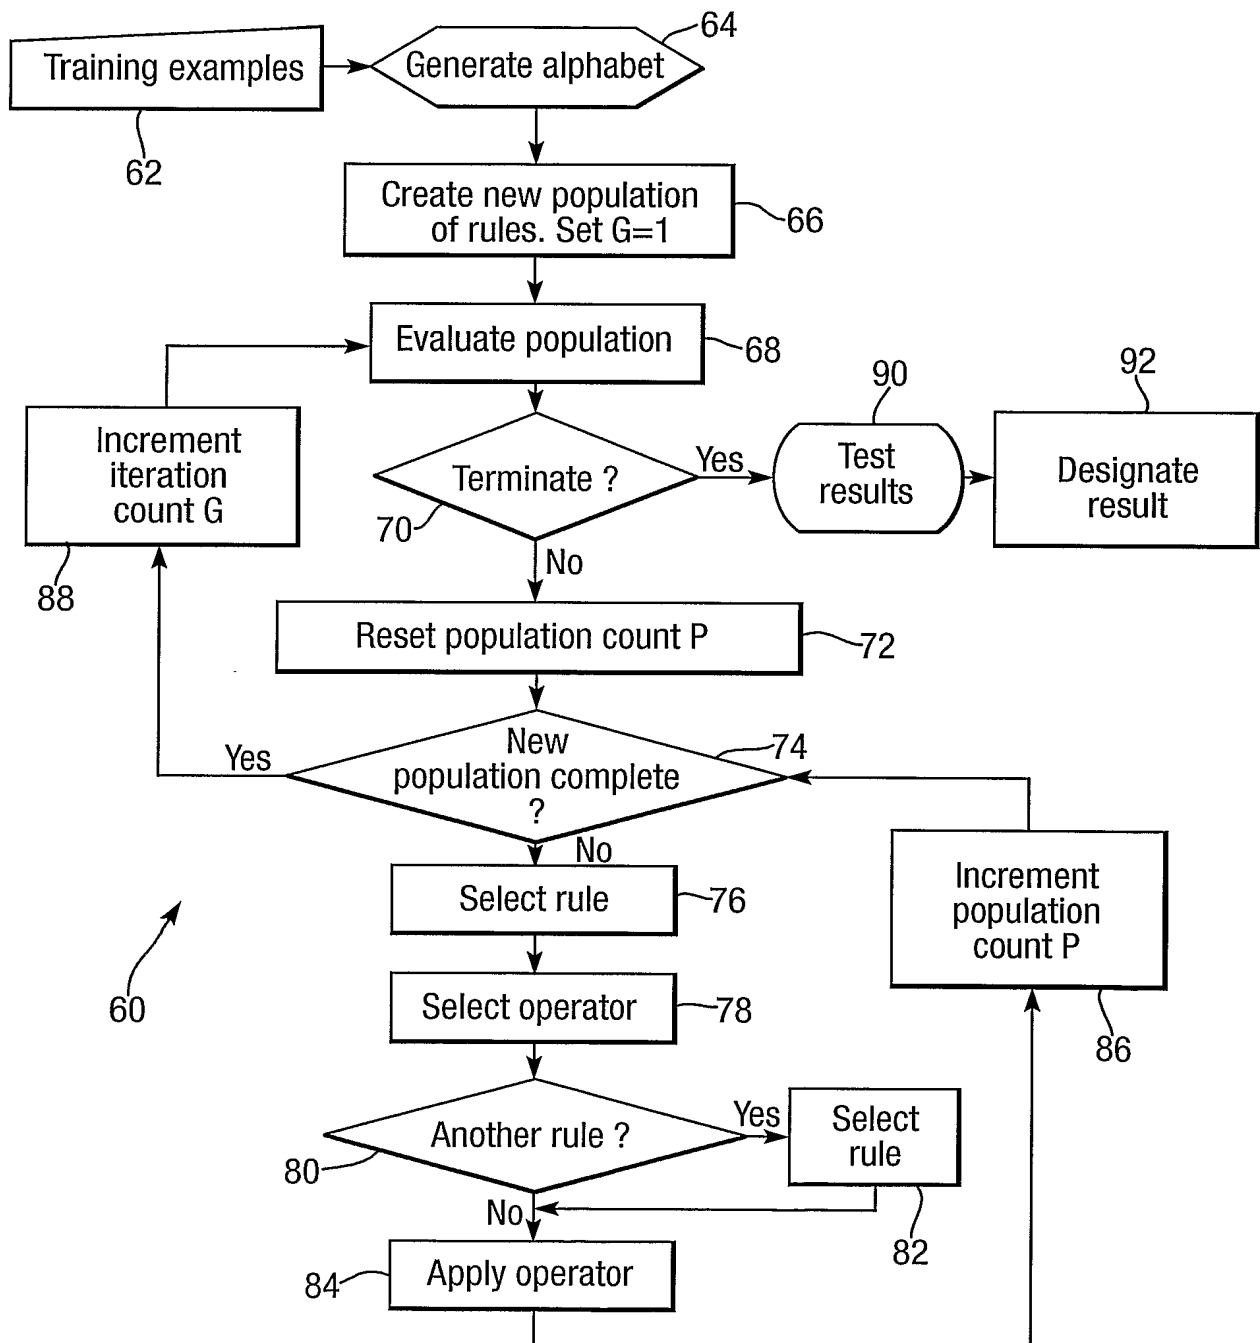 Training examples
Generate alphabet
64
62
Create new population
of rules. Set G=1
66
Evaluate population
68
90
92
Increment
iteration
count G
88
Terminate ?
70
Yes
Test
results
Designate
result
No
Reset population count P
72
New
population complete
?
74
Yes
No
Select rule
76
Increment
population
count P
86
60
Select operator
78
Another rule ?
80
Yes
Select
rule
82
No
Apply operator
84